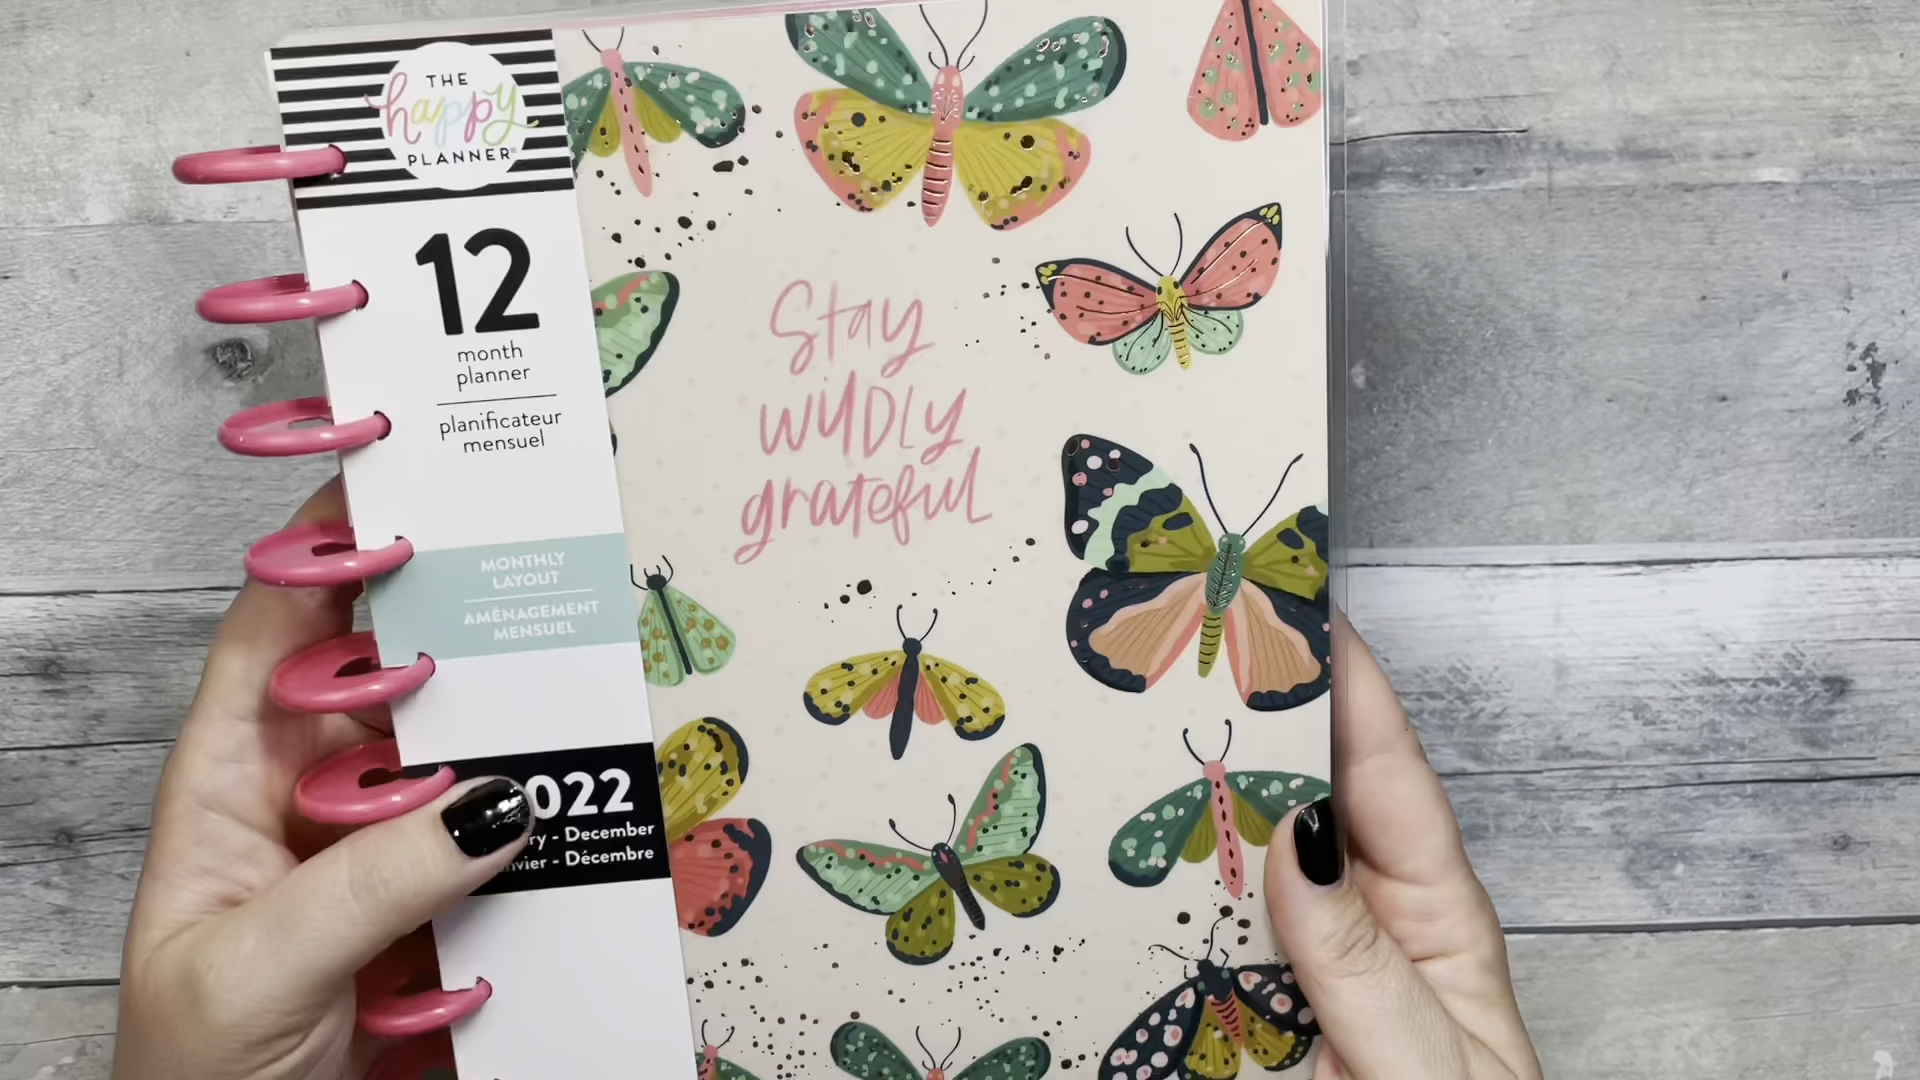 THE
happy
PLANNER®
12
month
planner
planificateur
mensuel
MONTHLY
LAYOUT
AMÉNAGEMENT
MENSUEL
022
ry - December
nvier - Décembre
Stay
WYLDLY
grateful